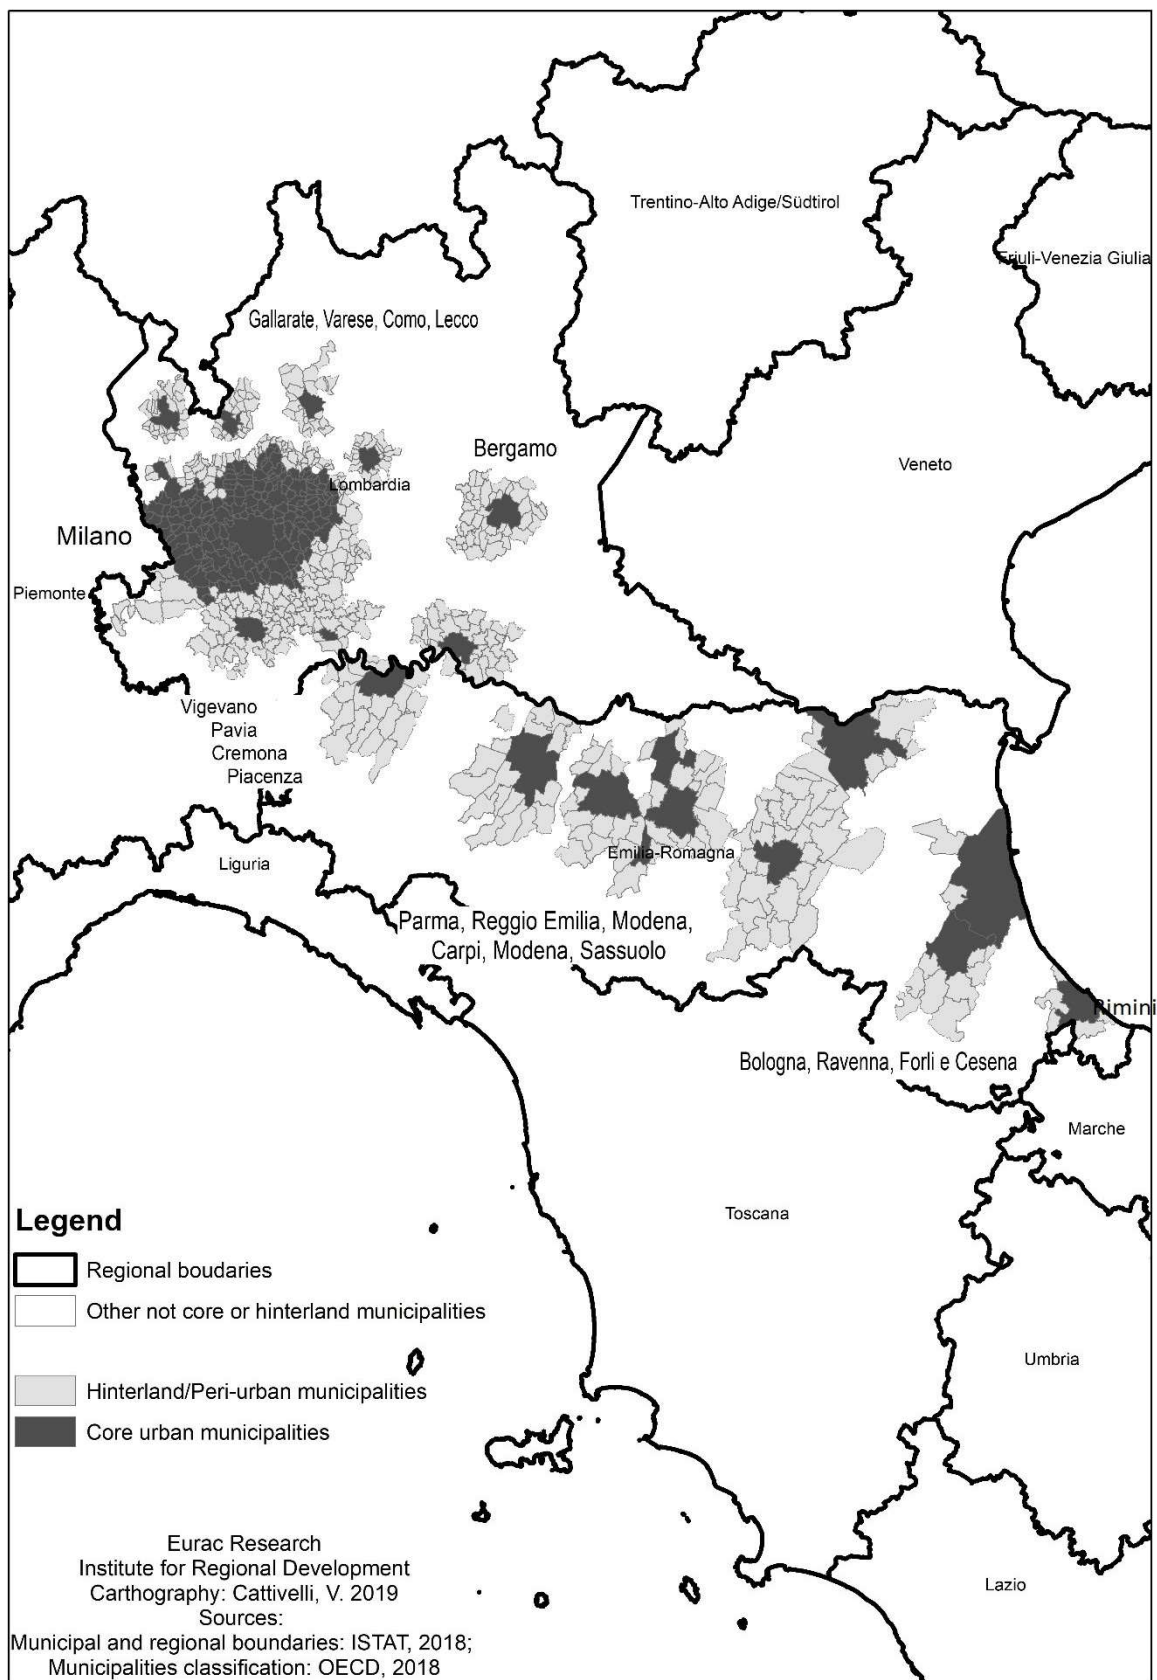 Trentino-Alto Adige/Südtirol
Friuli-Venezia Giulia
Gallarate, Varese, Como, Lecco
Bergamo
Veneto
Lombardia
Milano
Piemonte
Vigevano
Pavia
Cremona
Piacenza
Liguria
Emilia-Romagna
Parma, Reggio Emilia, Modena,
Carpi, Modena, Sassuolo
Rimini
Bologna, Ravenna, Forli e Cesena
Marche
Toscana
Umbria
Lazio
Legend
Regional boudaries
Other not core or hinterland municipalities
Hinterland/Peri-urban municipalities
Core urban municipalities
Eurac Research
Institute for Regional Development
Carthography: Cattivelli, V. 2019
Sources:
Municipal and regional boundaries: ISTAT, 2018;
Municipalities classification: OECD, 2018